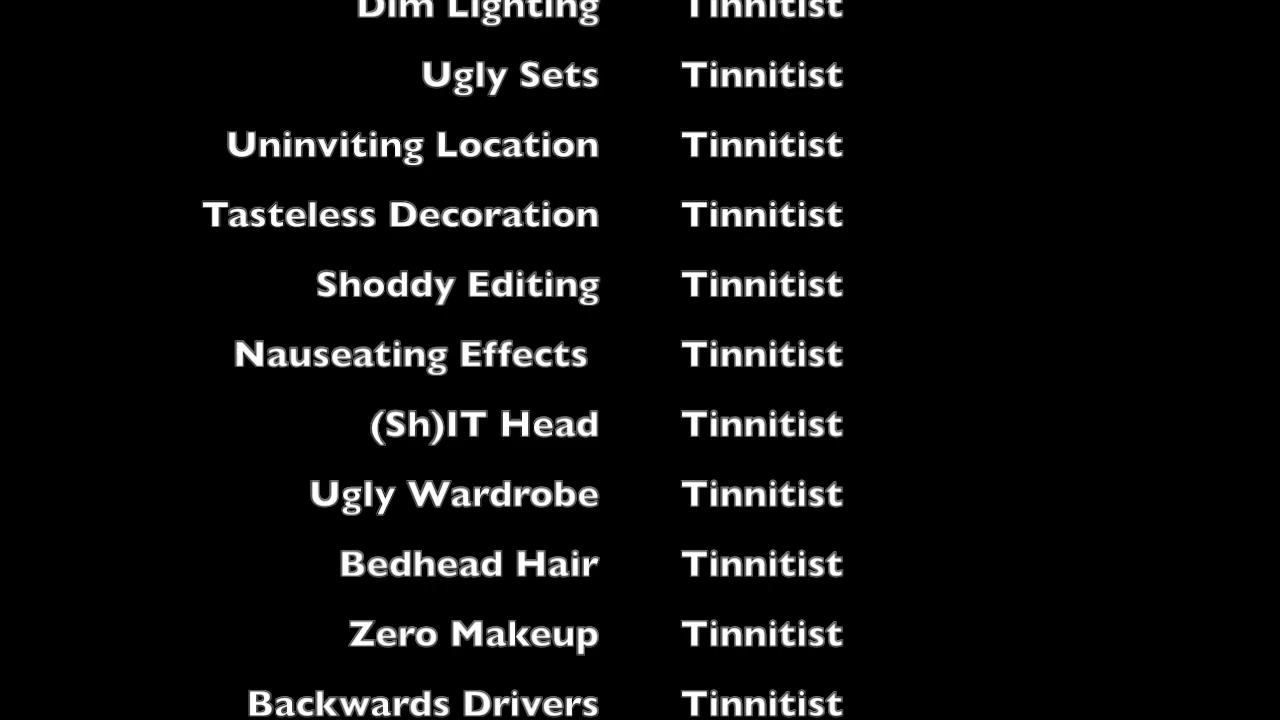 Dim Lighting Tinnitist
Ugly Sets Tinnitist
Uninviting Location Tinnitist
Tasteless Decoration Tinnitist
Shoddy Editing Tinnitist
Nauseating Effects Tinnitist
(Sh)IT Head Tinnitist
Ugly Wardrobe Tinnitist
Bedhead Hair Tinnitist
Zero Makeup Tinnitist
Backwards Drivers Tinnitist